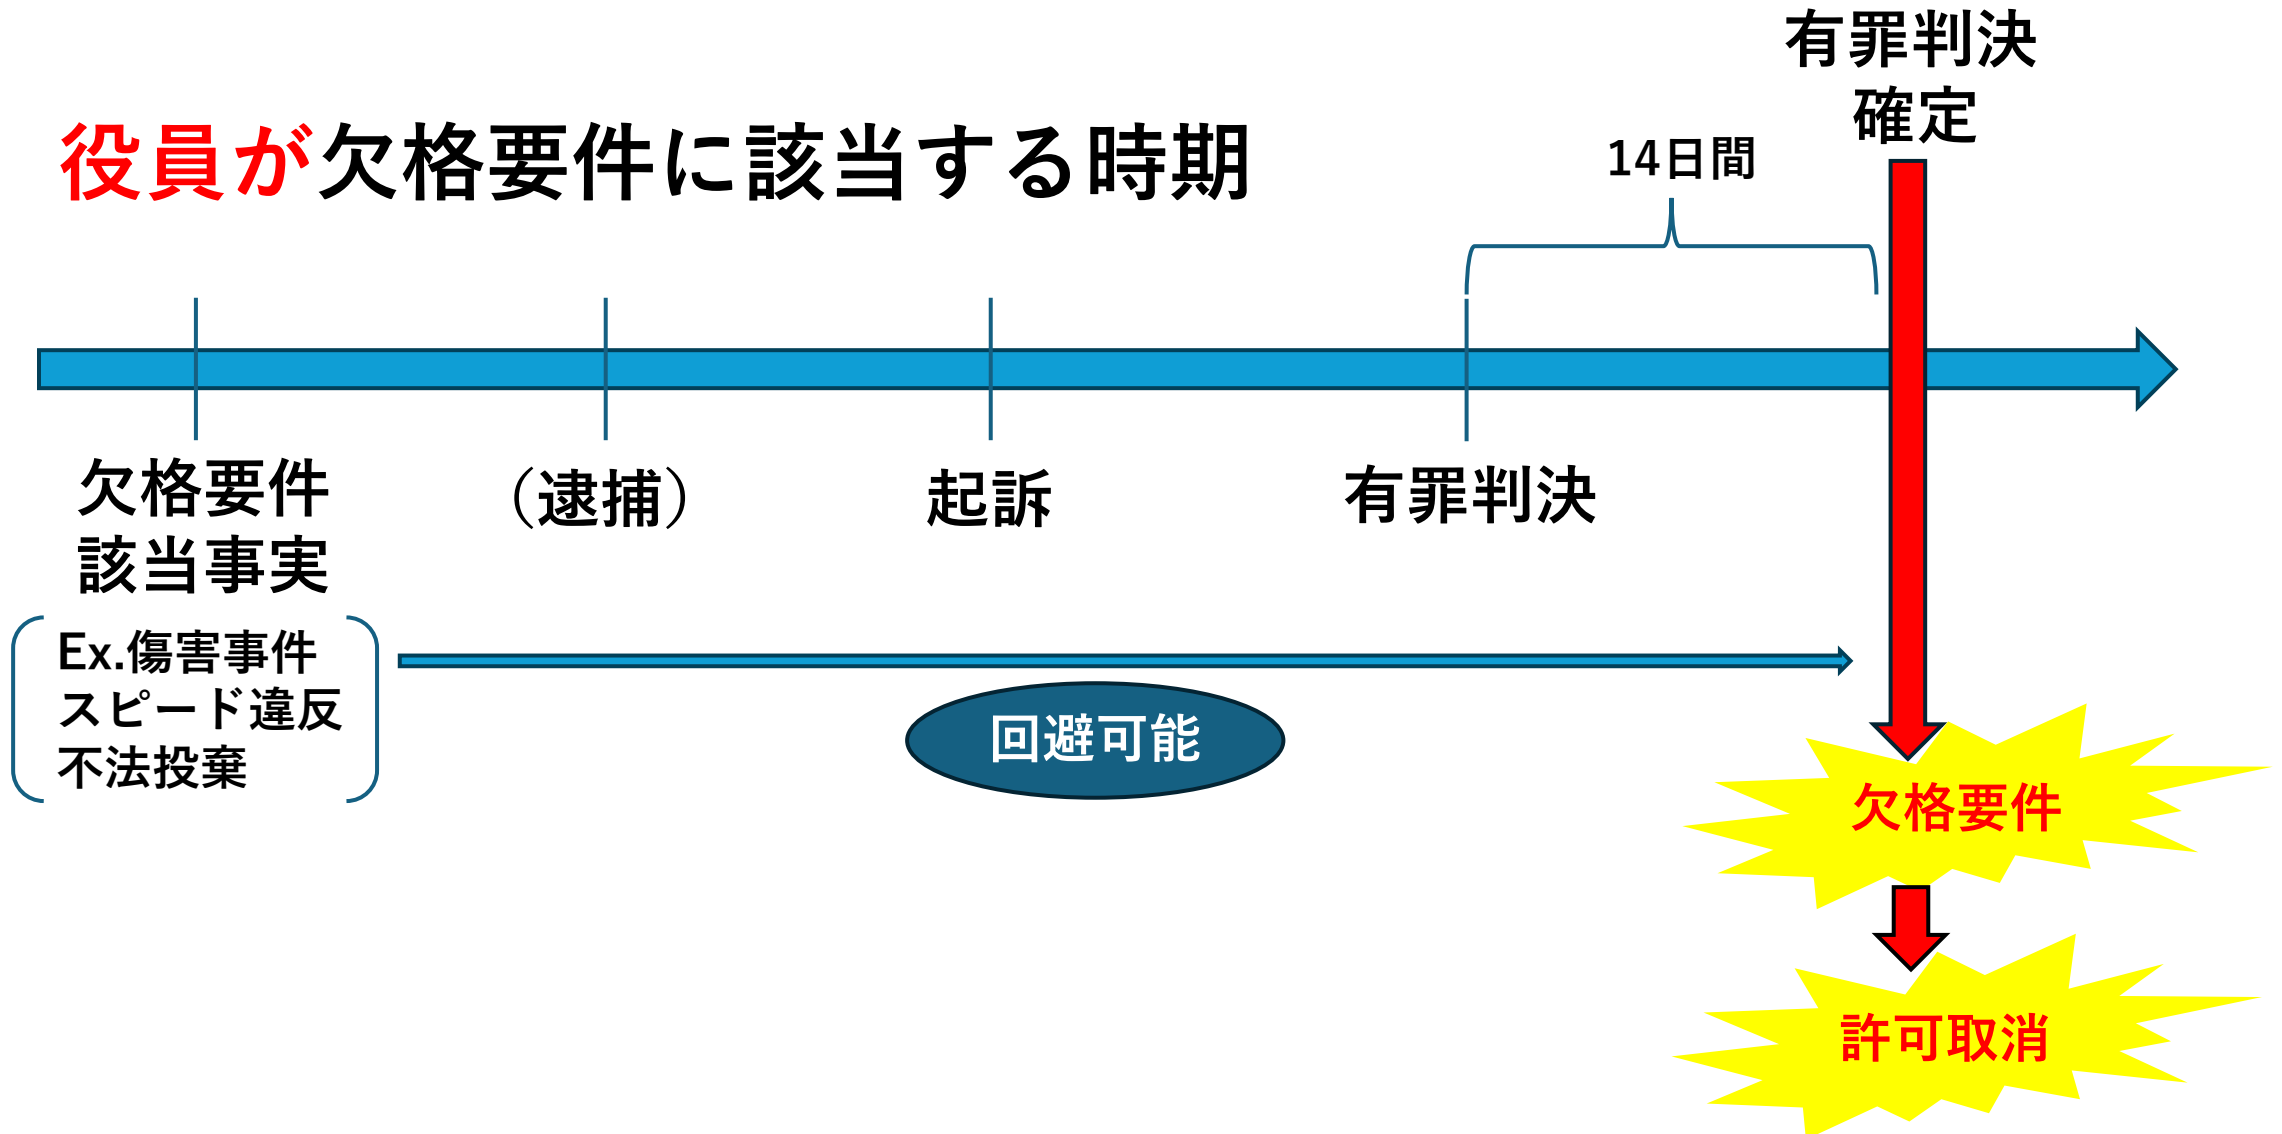 役員が欠格要件に該当する時期
有罪判決
確定
14日間
欠格要件
該当事実
（逮捕）
起訴
有罪判決
Ex.傷害事件
スピード違反
不法投棄
回避可能
欠格要件
許可取消